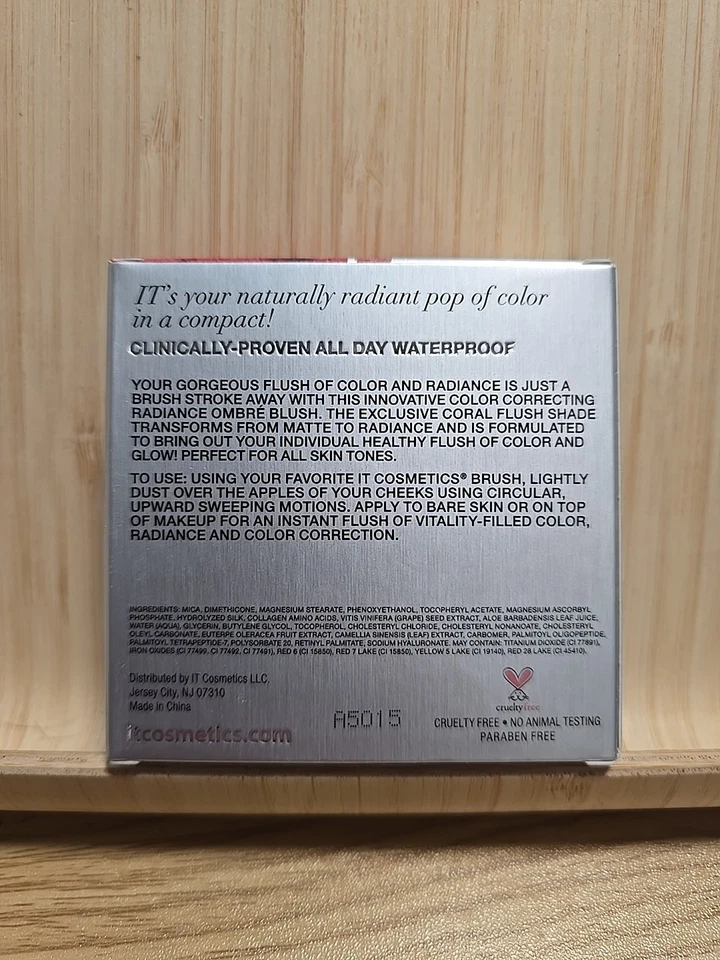 IT's your naturally radiant pop of color
in a compact!
CLINICALLY-PROVEN ALL DAY WATERPROOF
YOUR GORGEOUS FLUSH OF COLOR AND RADIANCE IS JUST A
BRUSH STROKE AWAY WITH THIS INNOVATIVE COLOR CORRECTING
RADIANCE OMBRÉ BLUSH. THE EXCLUSIVE CORAL FLUSH SHADE
TRANSFORMS FROM MATTE TO RADIANCE AND IS FORMULATED
TO BRING OUT YOUR INDIVIDUAL HEALTHY FLUSH OF COLOR AND
GLOW! PERFECT FOR ALL SKIN TONES.
TO USE: USING YOUR FAVORITE IT COSMETICS® BRUSH, LIGHTLY
DUST OVER THE APPLES OF YOUR CHEEKS USING CIRCULAR,
UPWARD SWEEPING MOTIONS. APPLY TO BARE SKIN OR ON TOP
OF MAKEUP FOR AN INSTANT FLUSH OF VITALITY-FILLED COLOR,
RADIANCE AND COLOR CORRECTION.
INGREDIENTS: MICA, DIMETHICONE, MAGNESIUM STEARATE, PHENOXYETHANOL, TOCOPHERYL ACETATE, MAGNESIUM ASCORBYL
PHOSPHATE, HYDROLYZED SILK, COLLAGEN AMINO ACIDS, VITIS VINIFERA (GRAPE) SEED EXTRACT, ALOE BARBADENSIS LEAF JUICE,
WATER (AQUA), GLYCERIN, BUTYLENE GLYCOL, TOCOPHEROL, CHOLESTERYL CHLORIDE, CHOLESTERYL NONANOATE, CHOLESTERYL
OLEYL CARBONATE, EUTERPE OLERACEA FRUIT EXTRACT, CAMELLIA SINENSIS (LEAF) EXTRACT, CARBOMER, PALMITOYL OLIGOPEPTIDE,
PALMITOYL TETRAPEPTIDE-7, POLYSORBATE 20, RETINYL PALMITATE, SODIUM HYALURONATE. MAY CONTAIN: TITANIUM DIOXIDE (CI 77891),
IRON OXIDES (CI 77499, CI 77492, CI 77491), RED 6 (CI 15850), RED 7 LAKE (CI 15850), YELLOW 5 LAKE (CI 19140), RED 28 LAKE (CI 45410).
Distributed by IT Cosmetics LLC.
Jersey City, NJ 07310
Made in China
itcosmetics.com
A5015
crueltyfree
CRUELTY FREE • NO ANIMAL TESTING
PARABEN FREE